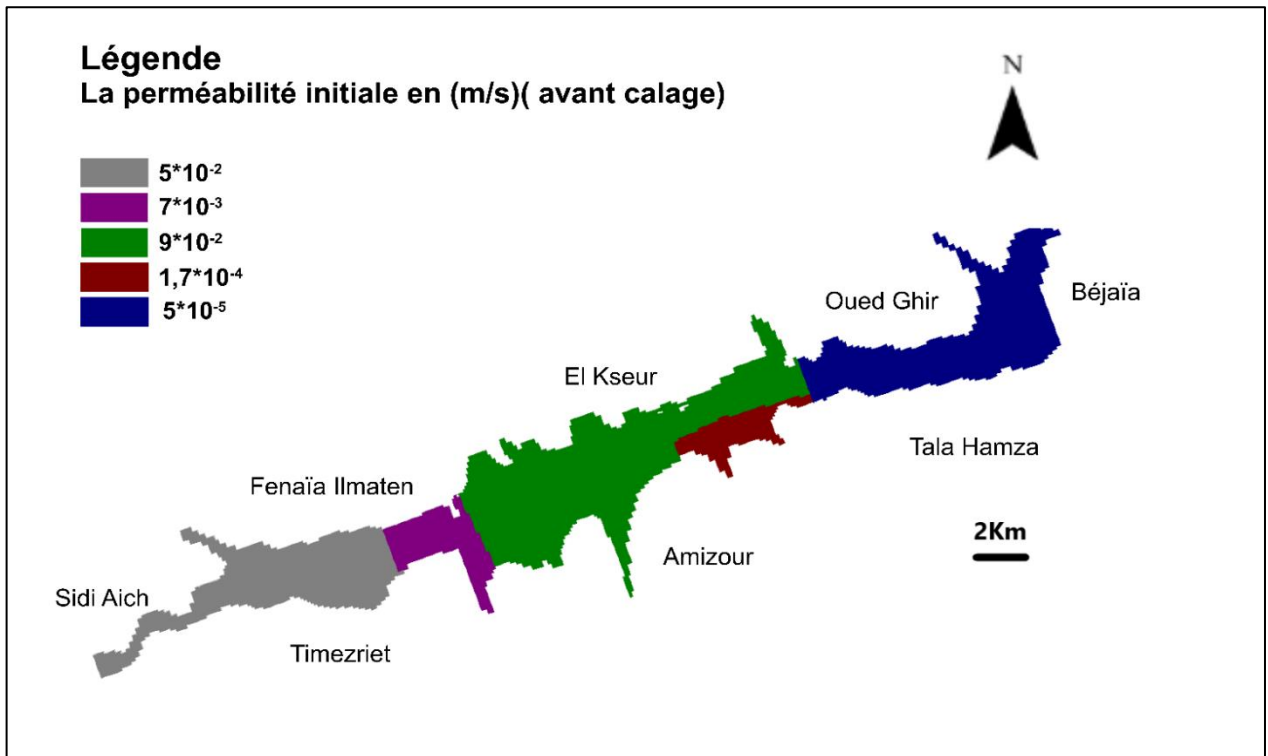 Légende
La perméabilité initiale en (m/s)( avant calage)
N
5*10⁻²
7*10⁻³
9*10⁻²
1,7*10⁻⁴
5*10⁻⁵
Oued Ghir
Béjaïa
El Kseur
Tala Hamza
Fenaïa Ilmaten
2Km
Amizour
Sidi Aich
Timezriet